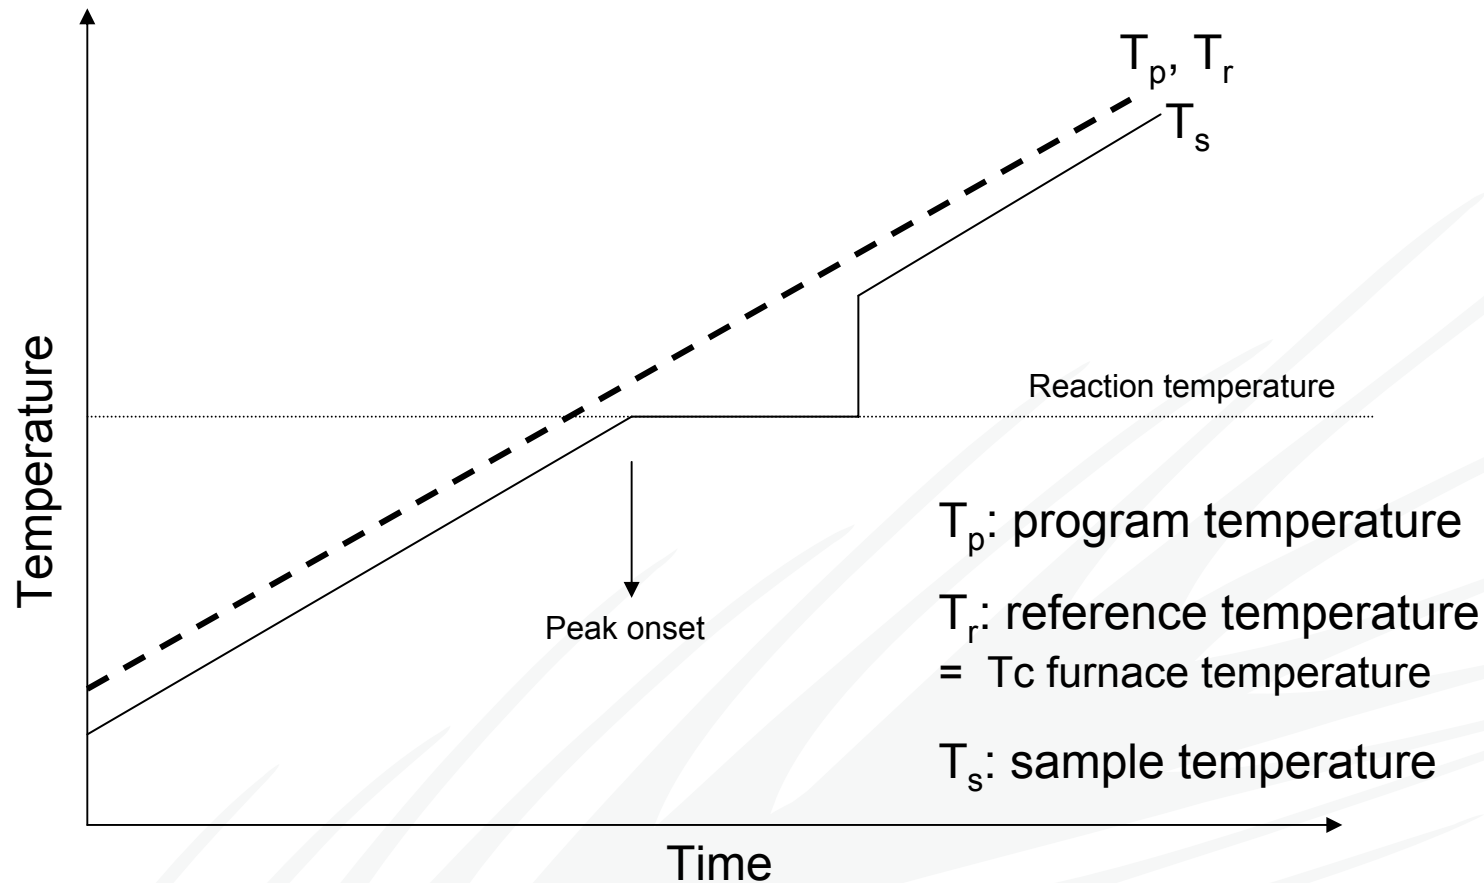 Tp, Tr
Ts
Temperature
Reaction temperature
Peak onset
Tp: program temperature
Tr: reference temperature
= Tc furnace temperature
Ts: sample temperature
Time